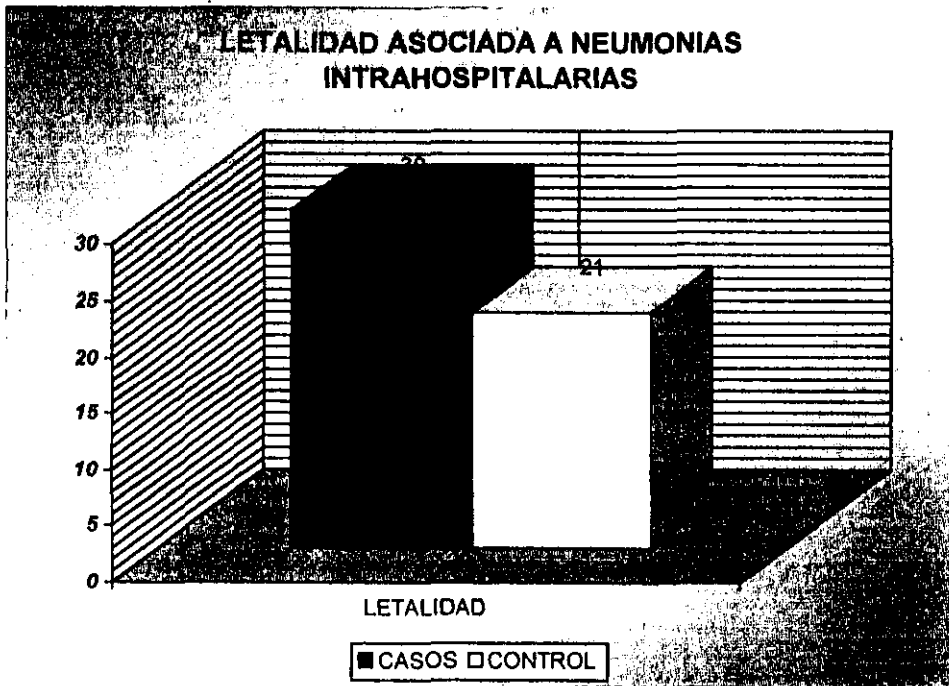 LETALIDAD ASOCIADA A NEUMONIAS
INTRAHOSPITALARIAS
21
30
25
20
15
10
5
0
LETALIDAD
CASOS CONTROL